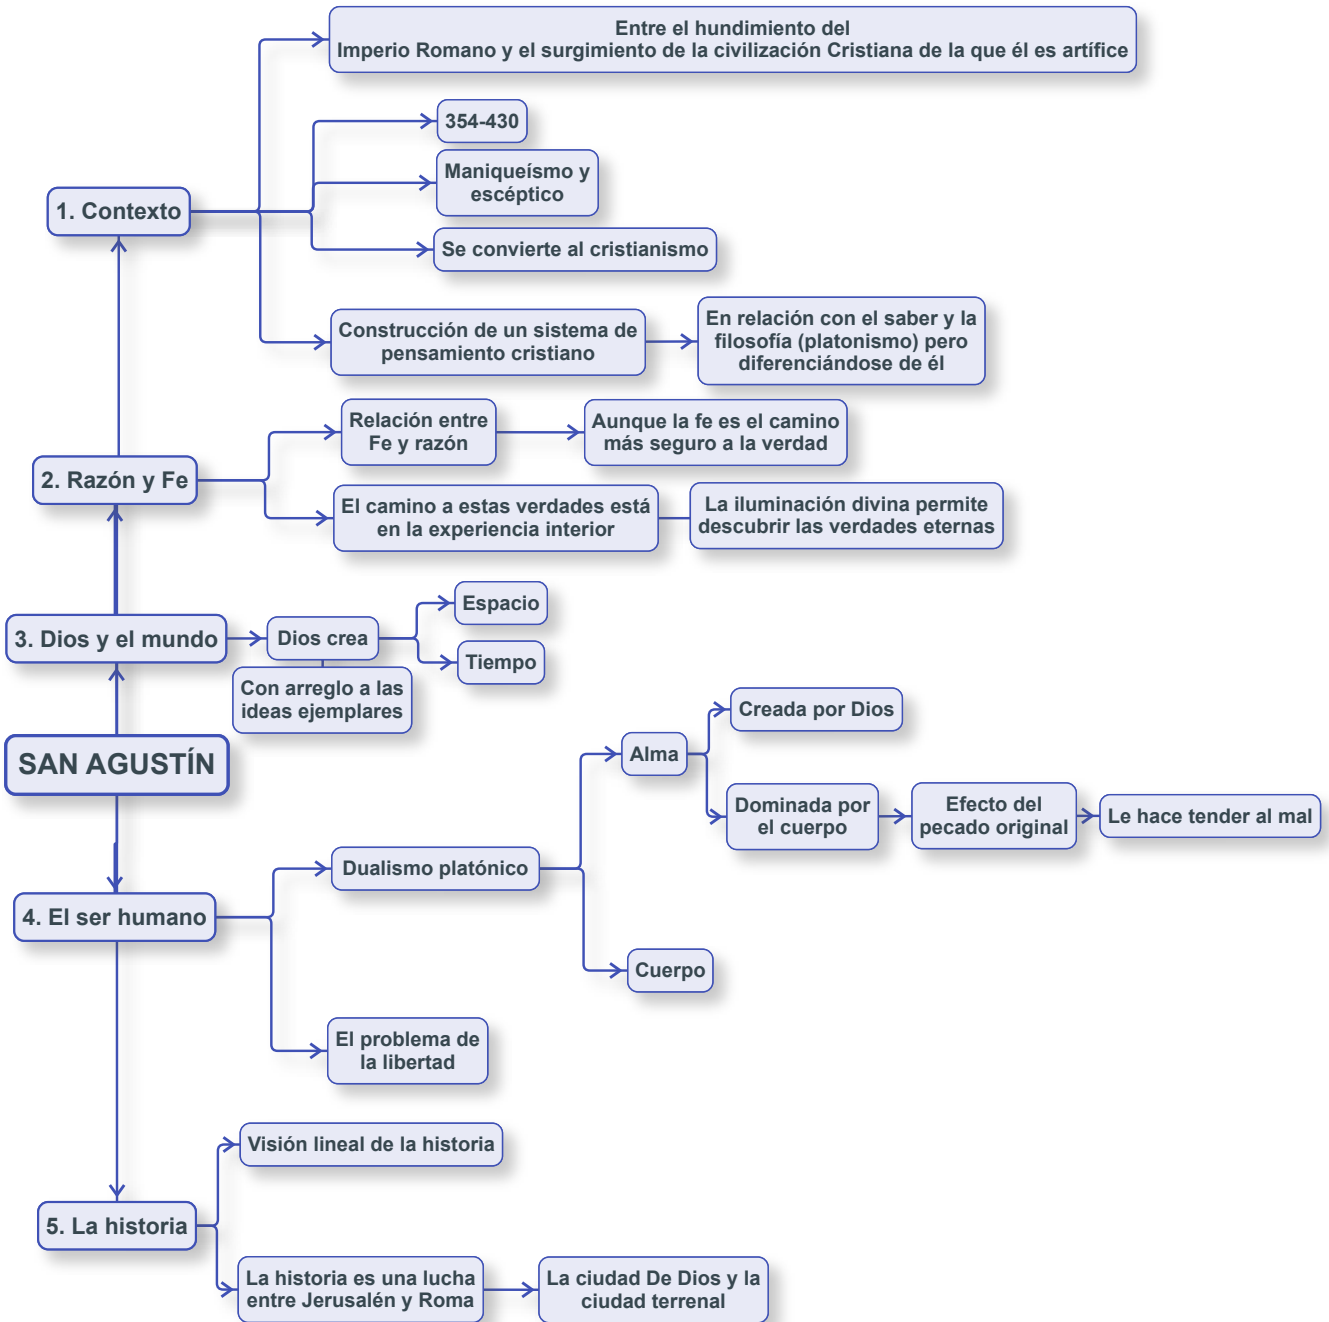 Entre el hundimiento del
Imperio Romano y el surgimiento de la civilización Cristiana de la que él es artífice
354-430
Maniqueísmo y
escéptico
1. Contexto
Se convierte al cristianismo
Construcción de un sistema de
pensamiento cristiano
En relación con el saber y la
filosofía (platonismo) pero
diferenciándose de él
Relación entre
Fe y razón
Aunque la fe es el camino
más seguro a la verdad
2. Razón y Fe
El camino a estas verdades está
en la experiencia interior
La iluminación divina permite
descubrir las verdades eternas
3. Dios y el mundo
Dios crea
Espacio
Tiempo
Con arreglo a las
ideas ejemplares
SAN AGUSTÍN
Alma
Creada por Dios
Dominada por
el cuerpo
Efecto del
pecado original
Le hace tender al mal
Dualismo platónico
4. El ser humano
Cuerpo
El problema de
la libertad
Visión lineal de la historia
5. La historia
La historia es una lucha
entre Jerusalén y Roma
La ciudad De Dios y la
ciudad terrenal